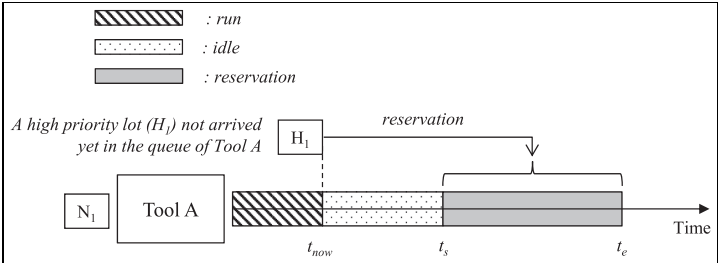 : run
: idle
: reservation
A high priority lot (H1) not arrived
yet in the queue of Tool A
H1
reservation
N1
Tool A
Time
tnow
ts
te